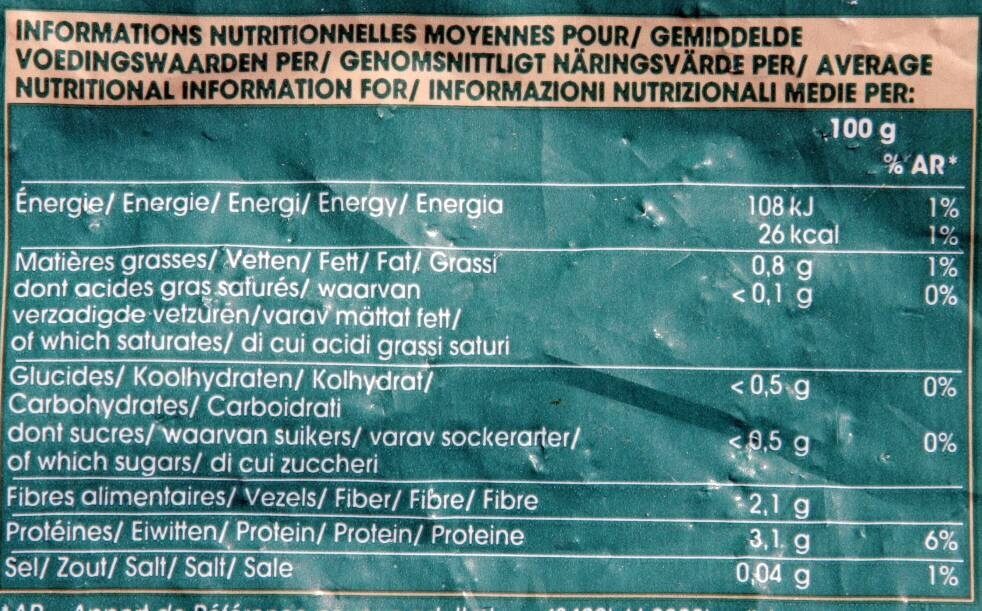 INFORMATIONS NUTRITIONNELLES MOYENNES POUR/ GEMIDDELDE
VOEDINGSWAARDEN PER/ GENOMSNITTLIGT NÄRINGSVÄRDE PER/ AVERAGE
NUTRITIONAL INFORMATION FOR/ INFORMAZIONI NUTRIZIONALI MEDIE PER:
100 g
% AR*
Énergie/ Energie/ Energi/ Energy/ Energia 108 kJ 1%
26 kcal 1%
Matières grasses/ Vetten/ Fett/ Fat/ Grassi 0,8 g 1%
dont acides gras saturés/ waarvan < 0,1 g 0%
verzadigde vetzuren/varav mättat fett/
of which saturates/ di cui acidi grassi saturi
Glucides/ Koolhydraten/ Kolhydrat/ < 0,5 g 0%
Carbohydrates/ Carboidrati
dont sucres/ waarvan suikers/ varav sockerarter/ < 0,5 g 0%
of which sugars/ di cui zuccheri
Fibres alimentaires/ Vezels/ Fiber/ Fibre/ Fibre 2,1 g
Protéines/ Eiwitten/ Protein/ Protein/ Proteine 3,1 g 6%
Sel/ Zout/ Salt/ Salt/ Sale 0,04 g 1%